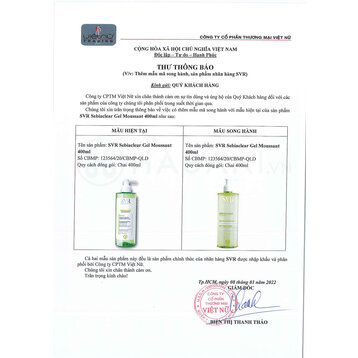 VIỆT NỮ
TRADING
CÔNG TY CỔ PHẦN THƯƠNG MẠI VIỆT NỮ
CỘNG HÒA XÃ HỘI CHỦ NGHĨA VIỆT NAM
Độc lập – Tự do – Hạnh Phúc
THƯ THÔNG BÁO
(V/v: Thêm mẫu mã song hành, sản phẩm nhãn hàng SVR)
Kính gửi: QUÝ KHÁCH HÀNG
Công ty CPTM Việt Nữ xin chân thành cảm ơn sự tin dùng và ủng hộ của Quý Khách hàng đối với các
sản phẩm của công ty chúng tôi phân phối trong suốt thời gian qua.
Chúng tôi xin trân trọng thông báo về việc có thêm mẫu mã song hành với mẫu hiện tại của sản phẩm
SVR Sebiaclear Gel Moussant 400ml như sau:
MẪU HIỆN TẠI
MẪU SONG HÀNH
Tên sản phẩm: SVR Sebiaclear Gel Moussant
400ml
Số CBMP: 123564/20/CBMP-QLD
Quy cách đóng gói: Chai 400ml
Tên sản phẩm: SVR Sebiaclear Gel Moussant
400ml
Số CBMP: 123564/20/CBMP-QLD
Quy cách đóng gói: Chai 400ml
SVR
SVR
Cả hai mẫu sản phẩm này đều là sản phẩm chính thức của nhãn hàng SVR được nhập khẩu và phân
phối bởi Công ty CPTM Việt Nữ.
Chúng tôi xin chân thành cảm ơn.
Trân trọng kính chào!
Tp.HCM, ngày 08 tháng 01 năm 2022
GIÁM ĐỐC
CÔNG TY
CỔ PHẦN
THƯƠNG MẠI
VIỆT NỮ
BIỆN THỊ THANH THẢO